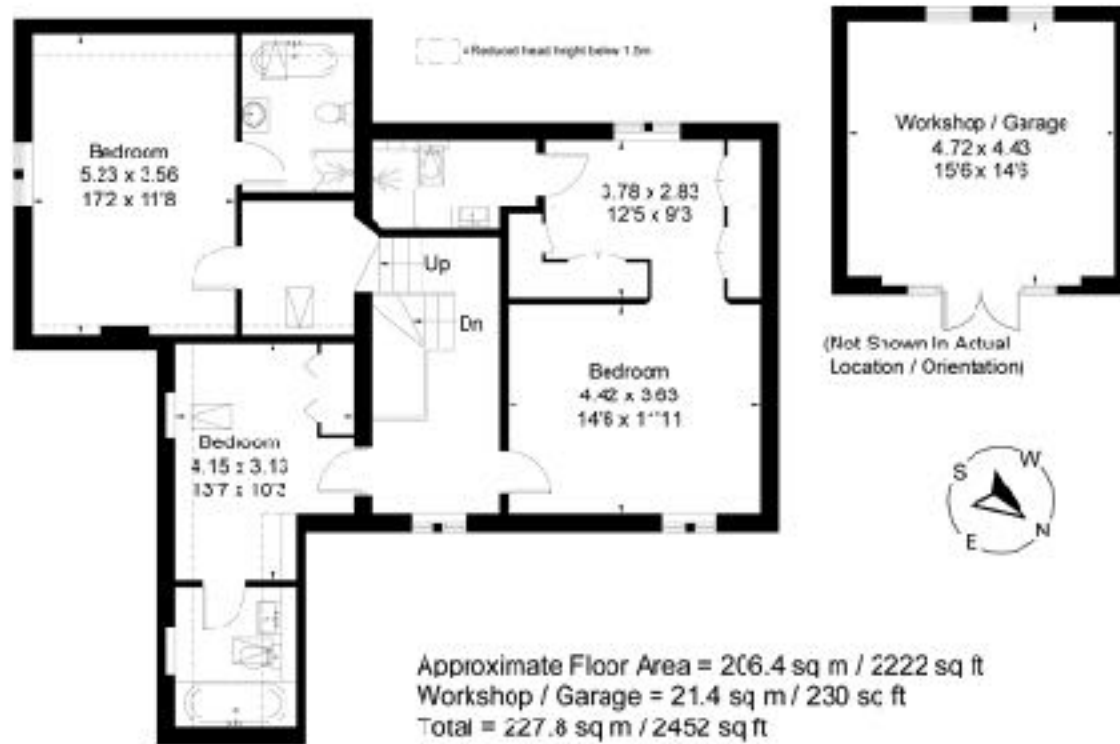 = Reduced head height below 1.5m
Bedroom
5.23 x 3.56
17'2 x 11'8
Workshop / Garage
4.72 x 4.43
15'6 x 14'6
3.78 x 2.83
12'5 x 9'3
Up
Dn
(Not Shown In Actual
Location / Orientation)
Bedroom
4.42 x 3.63
14'6 x 11'11
Bedroom
4.15 x 3.13
13'7 x 10'3
S
W
E
N
Approximate Floor Area = 206.4 sq m / 2222 sq ft
Workshop / Garage = 21.4 sq m / 230 sq ft
Total = 227.8 sq m / 2452 sq ft